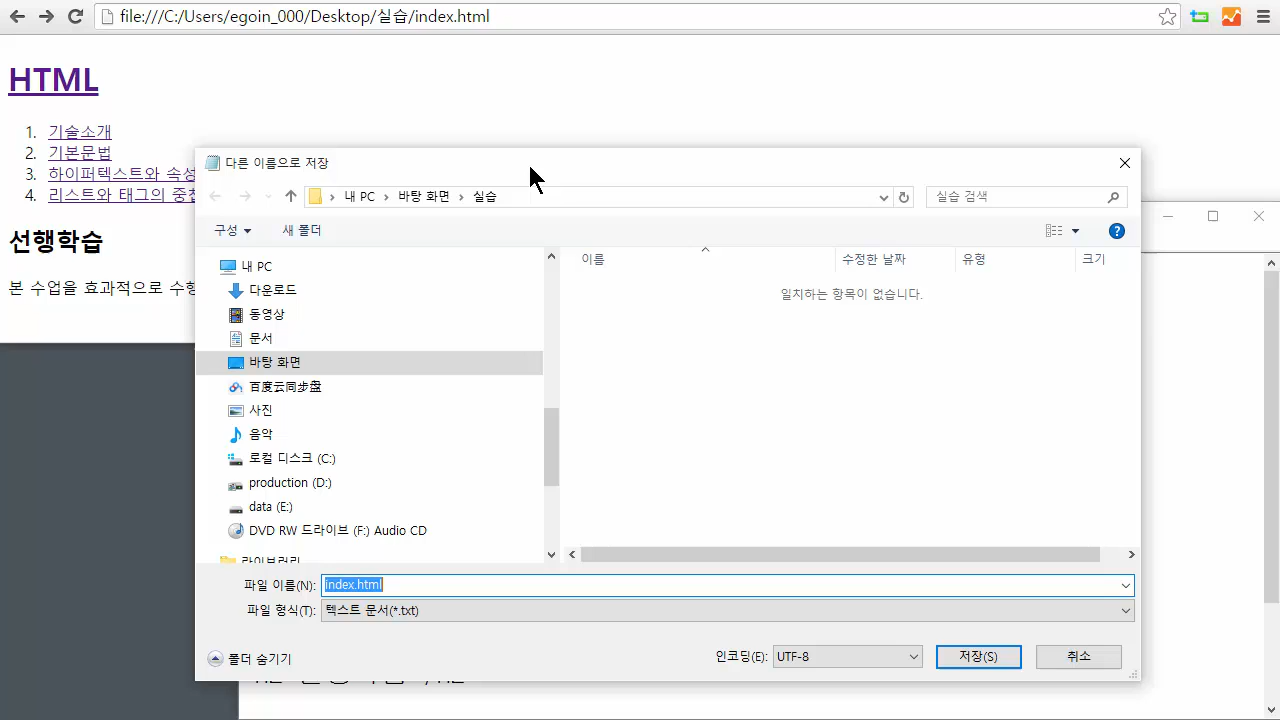 file:///C:/Users/egoin_000/Desktop/실습/index.html
HTML
1. 기술소개
2. 기본문법
3. 하이퍼텍스트와 속성
4. 리스트와 태그의 중첩
선행학습
본 수업을 효과적으로 수행
다른 이름으로 저장
내 PC
바탕 화면
실습
실습 검색
구성
새 폴더
내 PC
다운로드
동영상
문서
바탕 화면
百度云同步盘
사진
음악
로컬 디스크 (C:)
production (D:)
data (E:)
DVD RW 드라이브 (F:) Audio CD
라이브러리
이름
수정한 날짜
유형
크기
일치하는 항목이 없습니다.
파일 이름(N):
index.html
파일 형식(T):
텍스트 문서(*.txt)
폴더 숨기기
인코딩(E):
UTF-8
저장(S)
취소